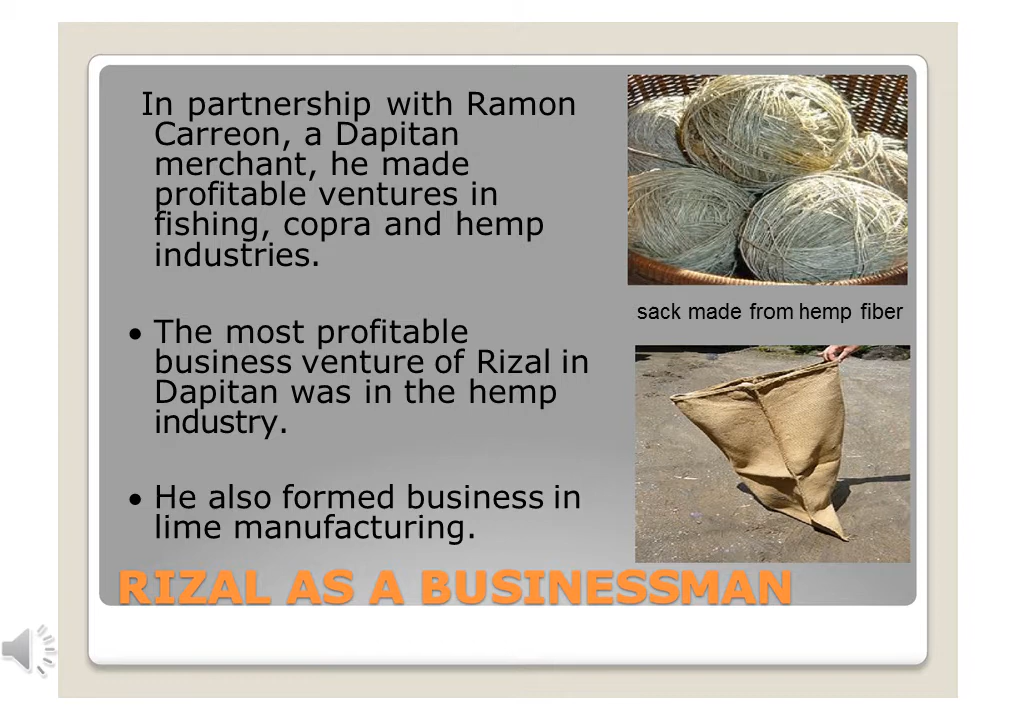 In partnership with Ramon
Carreon, a Dapitan
merchant, he made
profitable ventures in
fishing, copra and hemp
industries.
• The most profitable
business venture of Rizal in
Dapitan was in the hemp
industry.
• He also formed business in
lime manufacturing.
sack made from hemp fiber
RIZAL AS A BUSINESSMAN